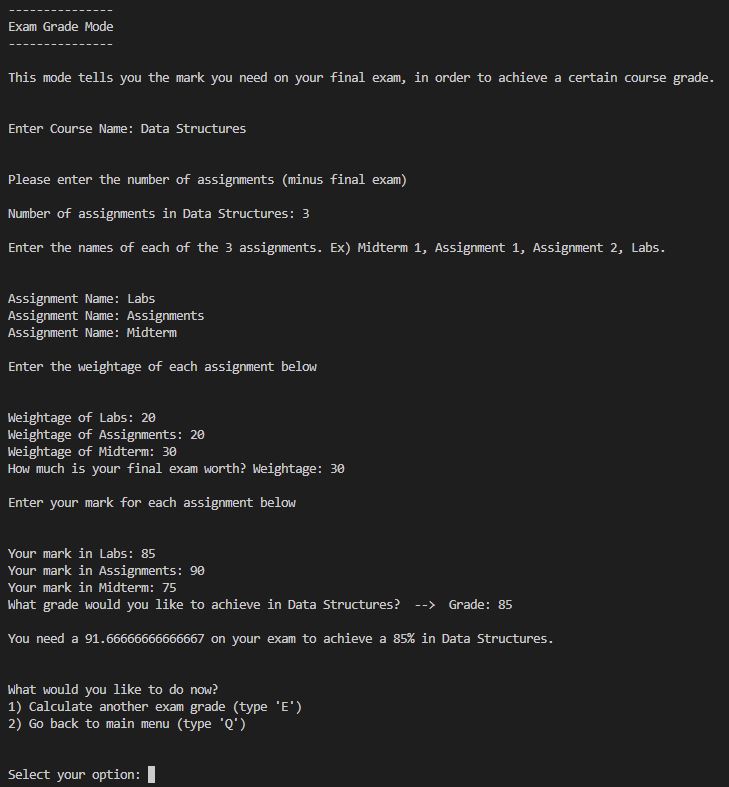 ---------------
Exam Grade Mode
---------------
This mode tells you the mark you need on your final exam, in order to achieve a certain course grade.
Enter Course Name: Data Structures
Please enter the number of assignments (minus final exam)
Number of assignments in Data Structures: 3
Enter the names of each of the 3 assignments. Ex) Midterm 1, Assignment 1, Assignment 2, Labs.
Assignment Name: Labs
Assignment Name: Assignments
Assignment Name: Midterm
Enter the weightage of each assignment below
Weightage of Labs: 20
Weightage of Assignments: 20
Weightage of Midterm: 30
How much is your final exam worth? Weightage: 30
Enter your mark for each assignment below
Your mark in Labs: 85
Your mark in Assignments: 90
Your mark in Midterm: 75
What grade would you like to achieve in Data Structures?  -->  Grade: 85
You need a 91.66666666666667 on your exam to achieve a 85% in Data Structures.
What would you like to do now?
1) Calculate another exam grade (type 'E')
2) Go back to main menu (type 'Q')
Select your option: